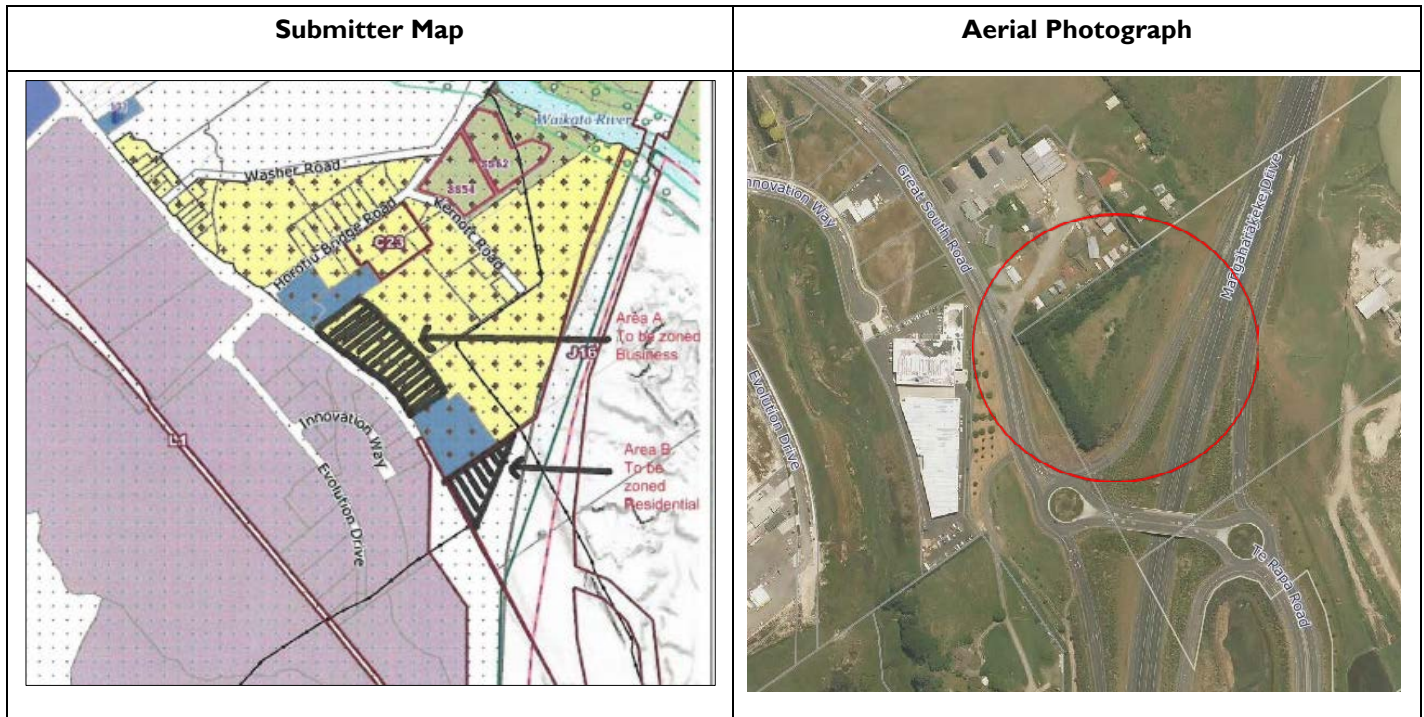 Submitter Map
Aerial Photograph
Waikato River
Washer Road
SS62
SS54
Horotiu Bridge Road
Kernott Road
C23
Area A
To be zoned
Business
J16
Innovation Way
L1
Evolution Drive
Area B
To be
zoned
Residential
Innovation Way
Great South Road
Mangaharakeke Drive
Evolution Drive
Te Rapa Road